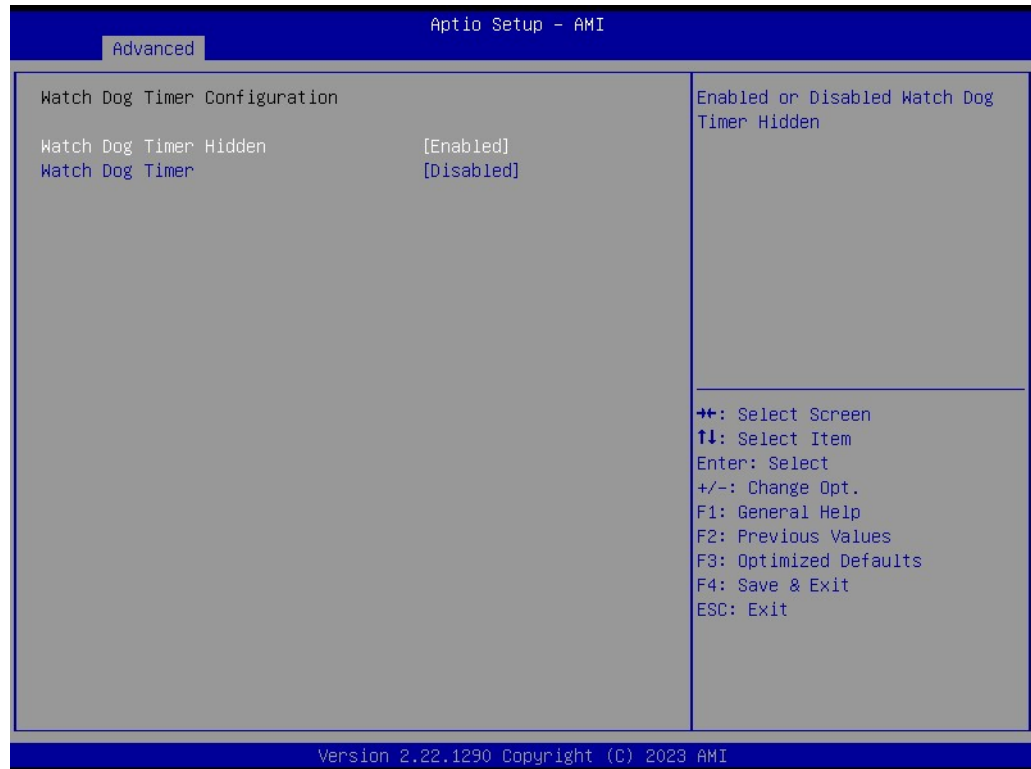 Aptio Setup - AMI
Advanced
Watch Dog Timer Configuration
Watch Dog Timer Hidden [Enabled]
Watch Dog Timer [Disabled]
Enabled or Disabled Watch Dog
Timer Hidden
→←: Select Screen
↑↓: Select Item
Enter: Select
+/-: Change Opt.
F1: General Help
F2: Previous Values
F3: Optimized Defaults
F4: Save & Exit
ESC: Exit
Version 2.22.1290 Copyright (C) 2023 AMI